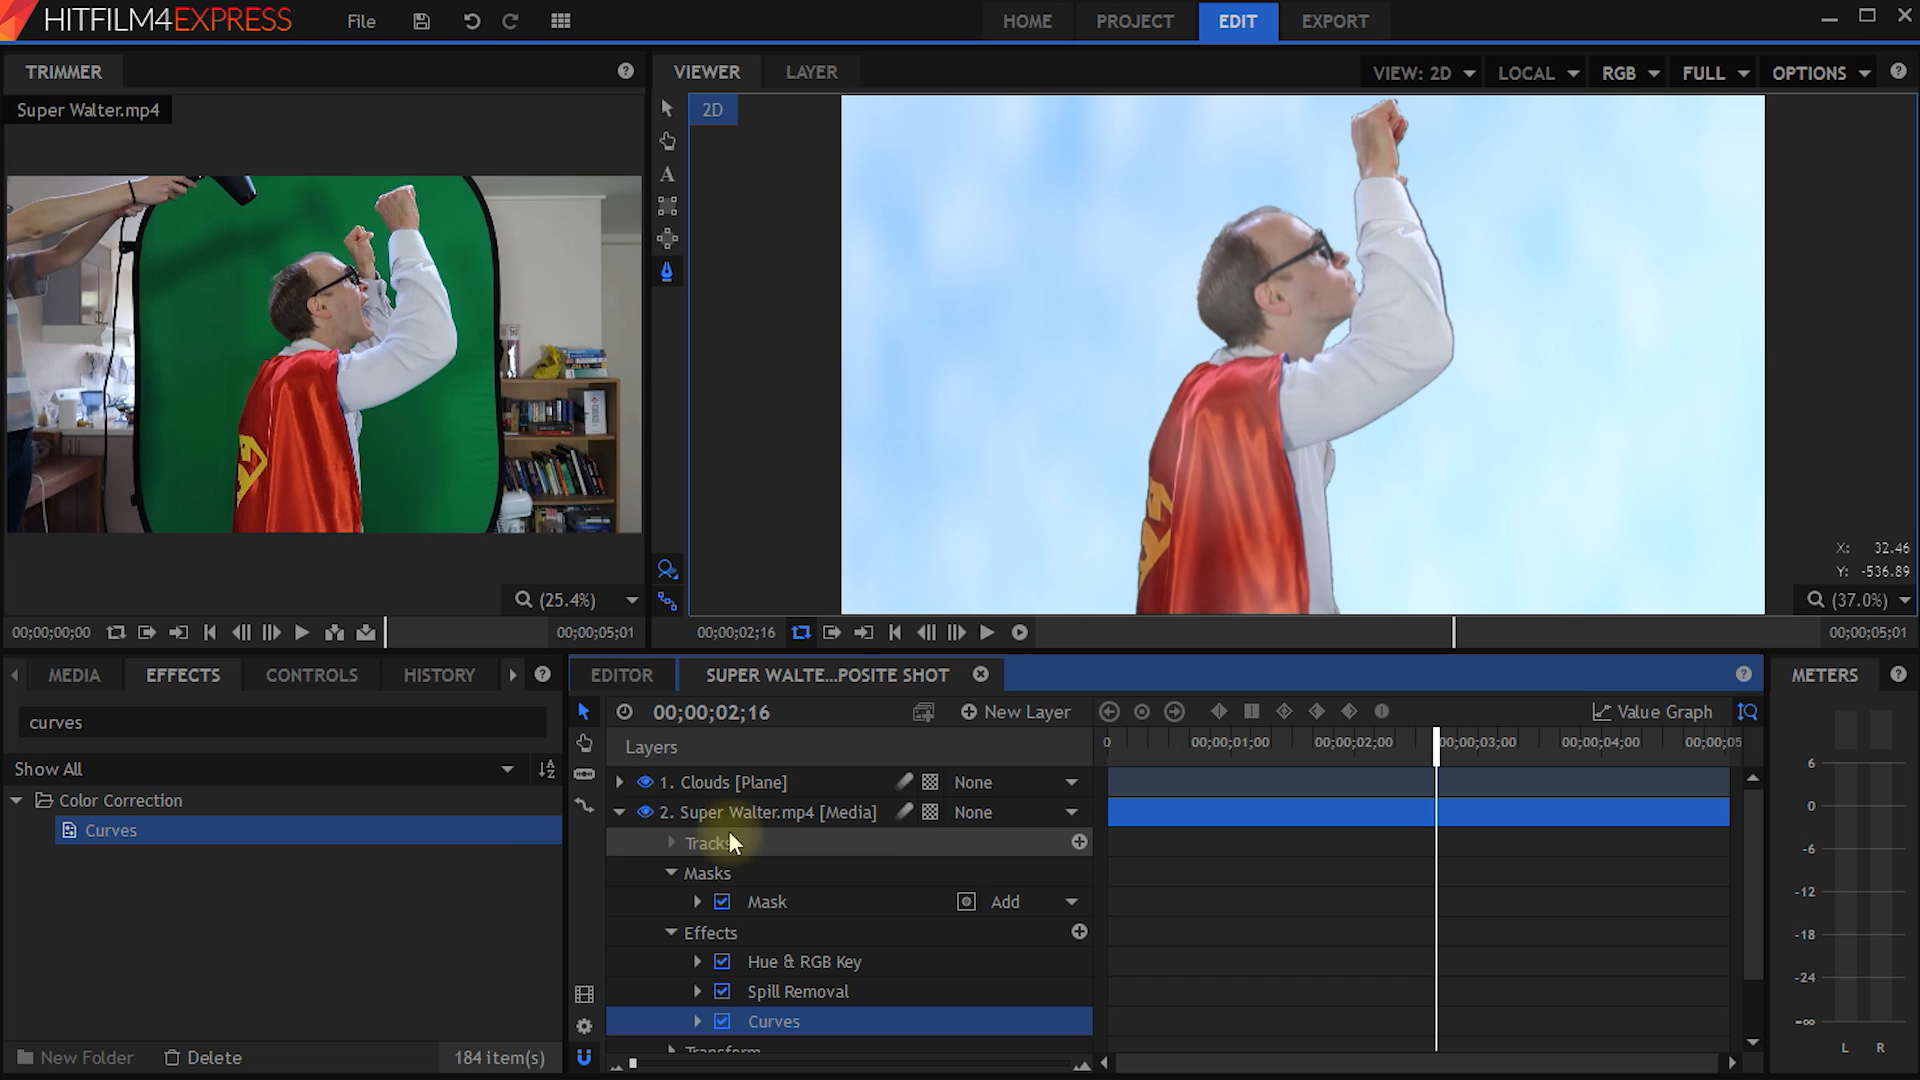 HITFILM4EXPRESS
File
HOME
PROJECT
EDIT
EXPORT
TRIMMER
VIEWER
LAYER
VIEW: 2D
LOCAL
RGB
FULL
OPTIONS
Super Walter.mp4
2D
A
X: 32.46
Y: -536.89
(25.4%)
(37.0%)
00;00;00;00
00;00;05;01
00;00;02;16
00;00;05;01
MEDIA
EFFECTS
CONTROLS
HISTORY
EDITOR
SUPER WALTE...POSITE SHOT
METERS
curves
00;00;02;16
New Layer
Value Graph
Show All
Layers
0
00;00;01;00
00;00;02;00
00;00;03;00
00;00;04;00
00;00;05
Color Correction
1. Clouds [Plane]
None
Curves
2. Super Walter.mp4 [Media]
None
Tracks
Masks
Mask
Add
Effects
Hue & RGB Key
Spill Removal
Curves
Transform
6
0
-6
-12
-18
-24
-∞
L
R
New Folder
Delete
184 item(s)